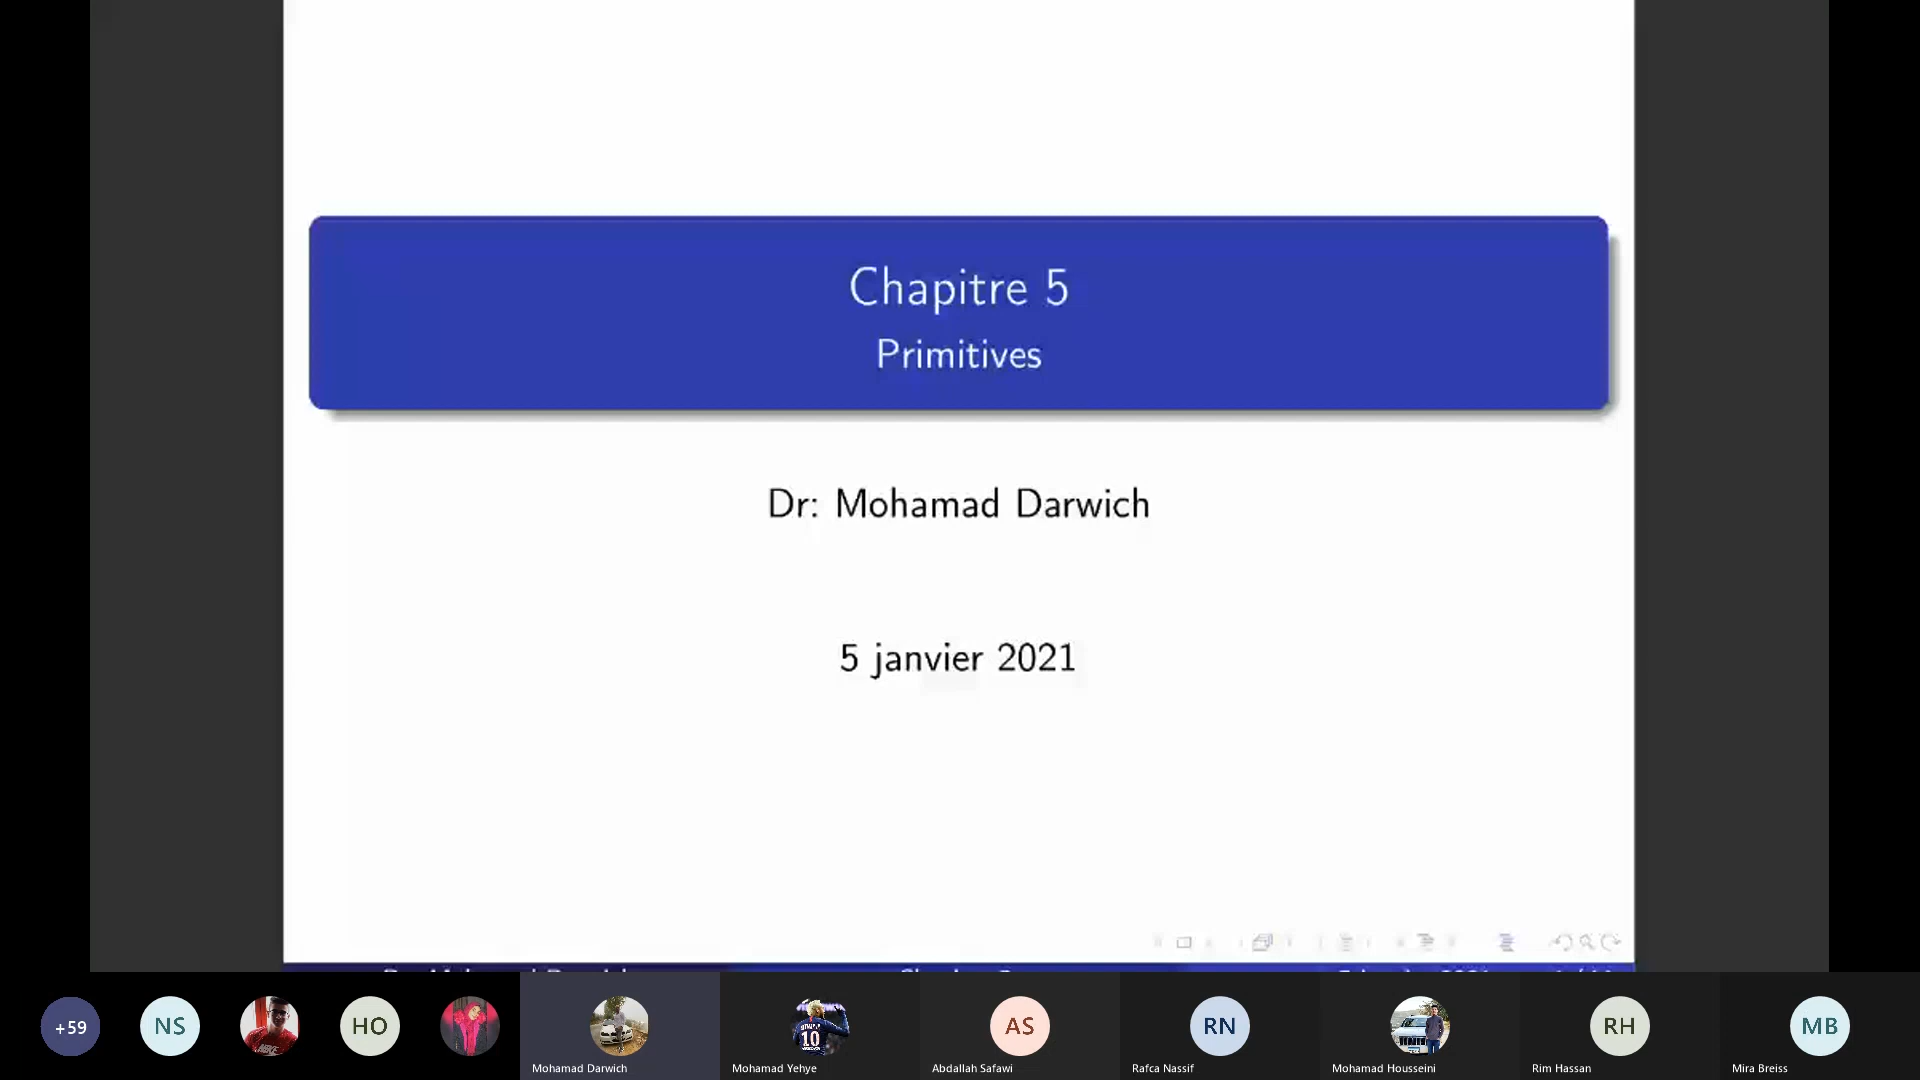 Chapitre 5
Primitives
Dr: Mohamad Darwich
5 janvier 2021
+59
NS
HO
Mohamad Darwich
10
Mohamad Yehye
AS
Abdallah Safawi
RN
Rafca Nassif
Mohamad Housseini
RH
Rim Hassan
MB
Mira Breiss